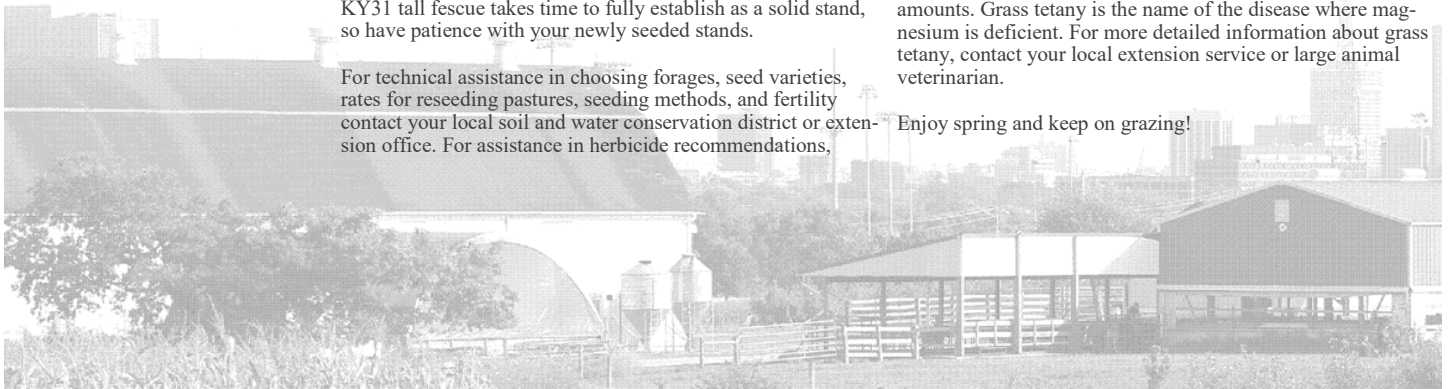 KY31 tall fescue takes time to fully establish as a solid stand,
so have patience with your newly seeded stands.
For technical assistance in choosing forages, seed varieties,
rates for reseeding pastures, seeding methods, and fertility
contact your local soil and water conservation district or exten-
sion office. For assistance in herbicide recommendations,
amounts. Grass tetany is the name of the disease where mag-
nesium is deficient. For more detailed information about grass
tetany, contact your local extension service or large animal
veterinarian.
Enjoy spring and keep on grazing!